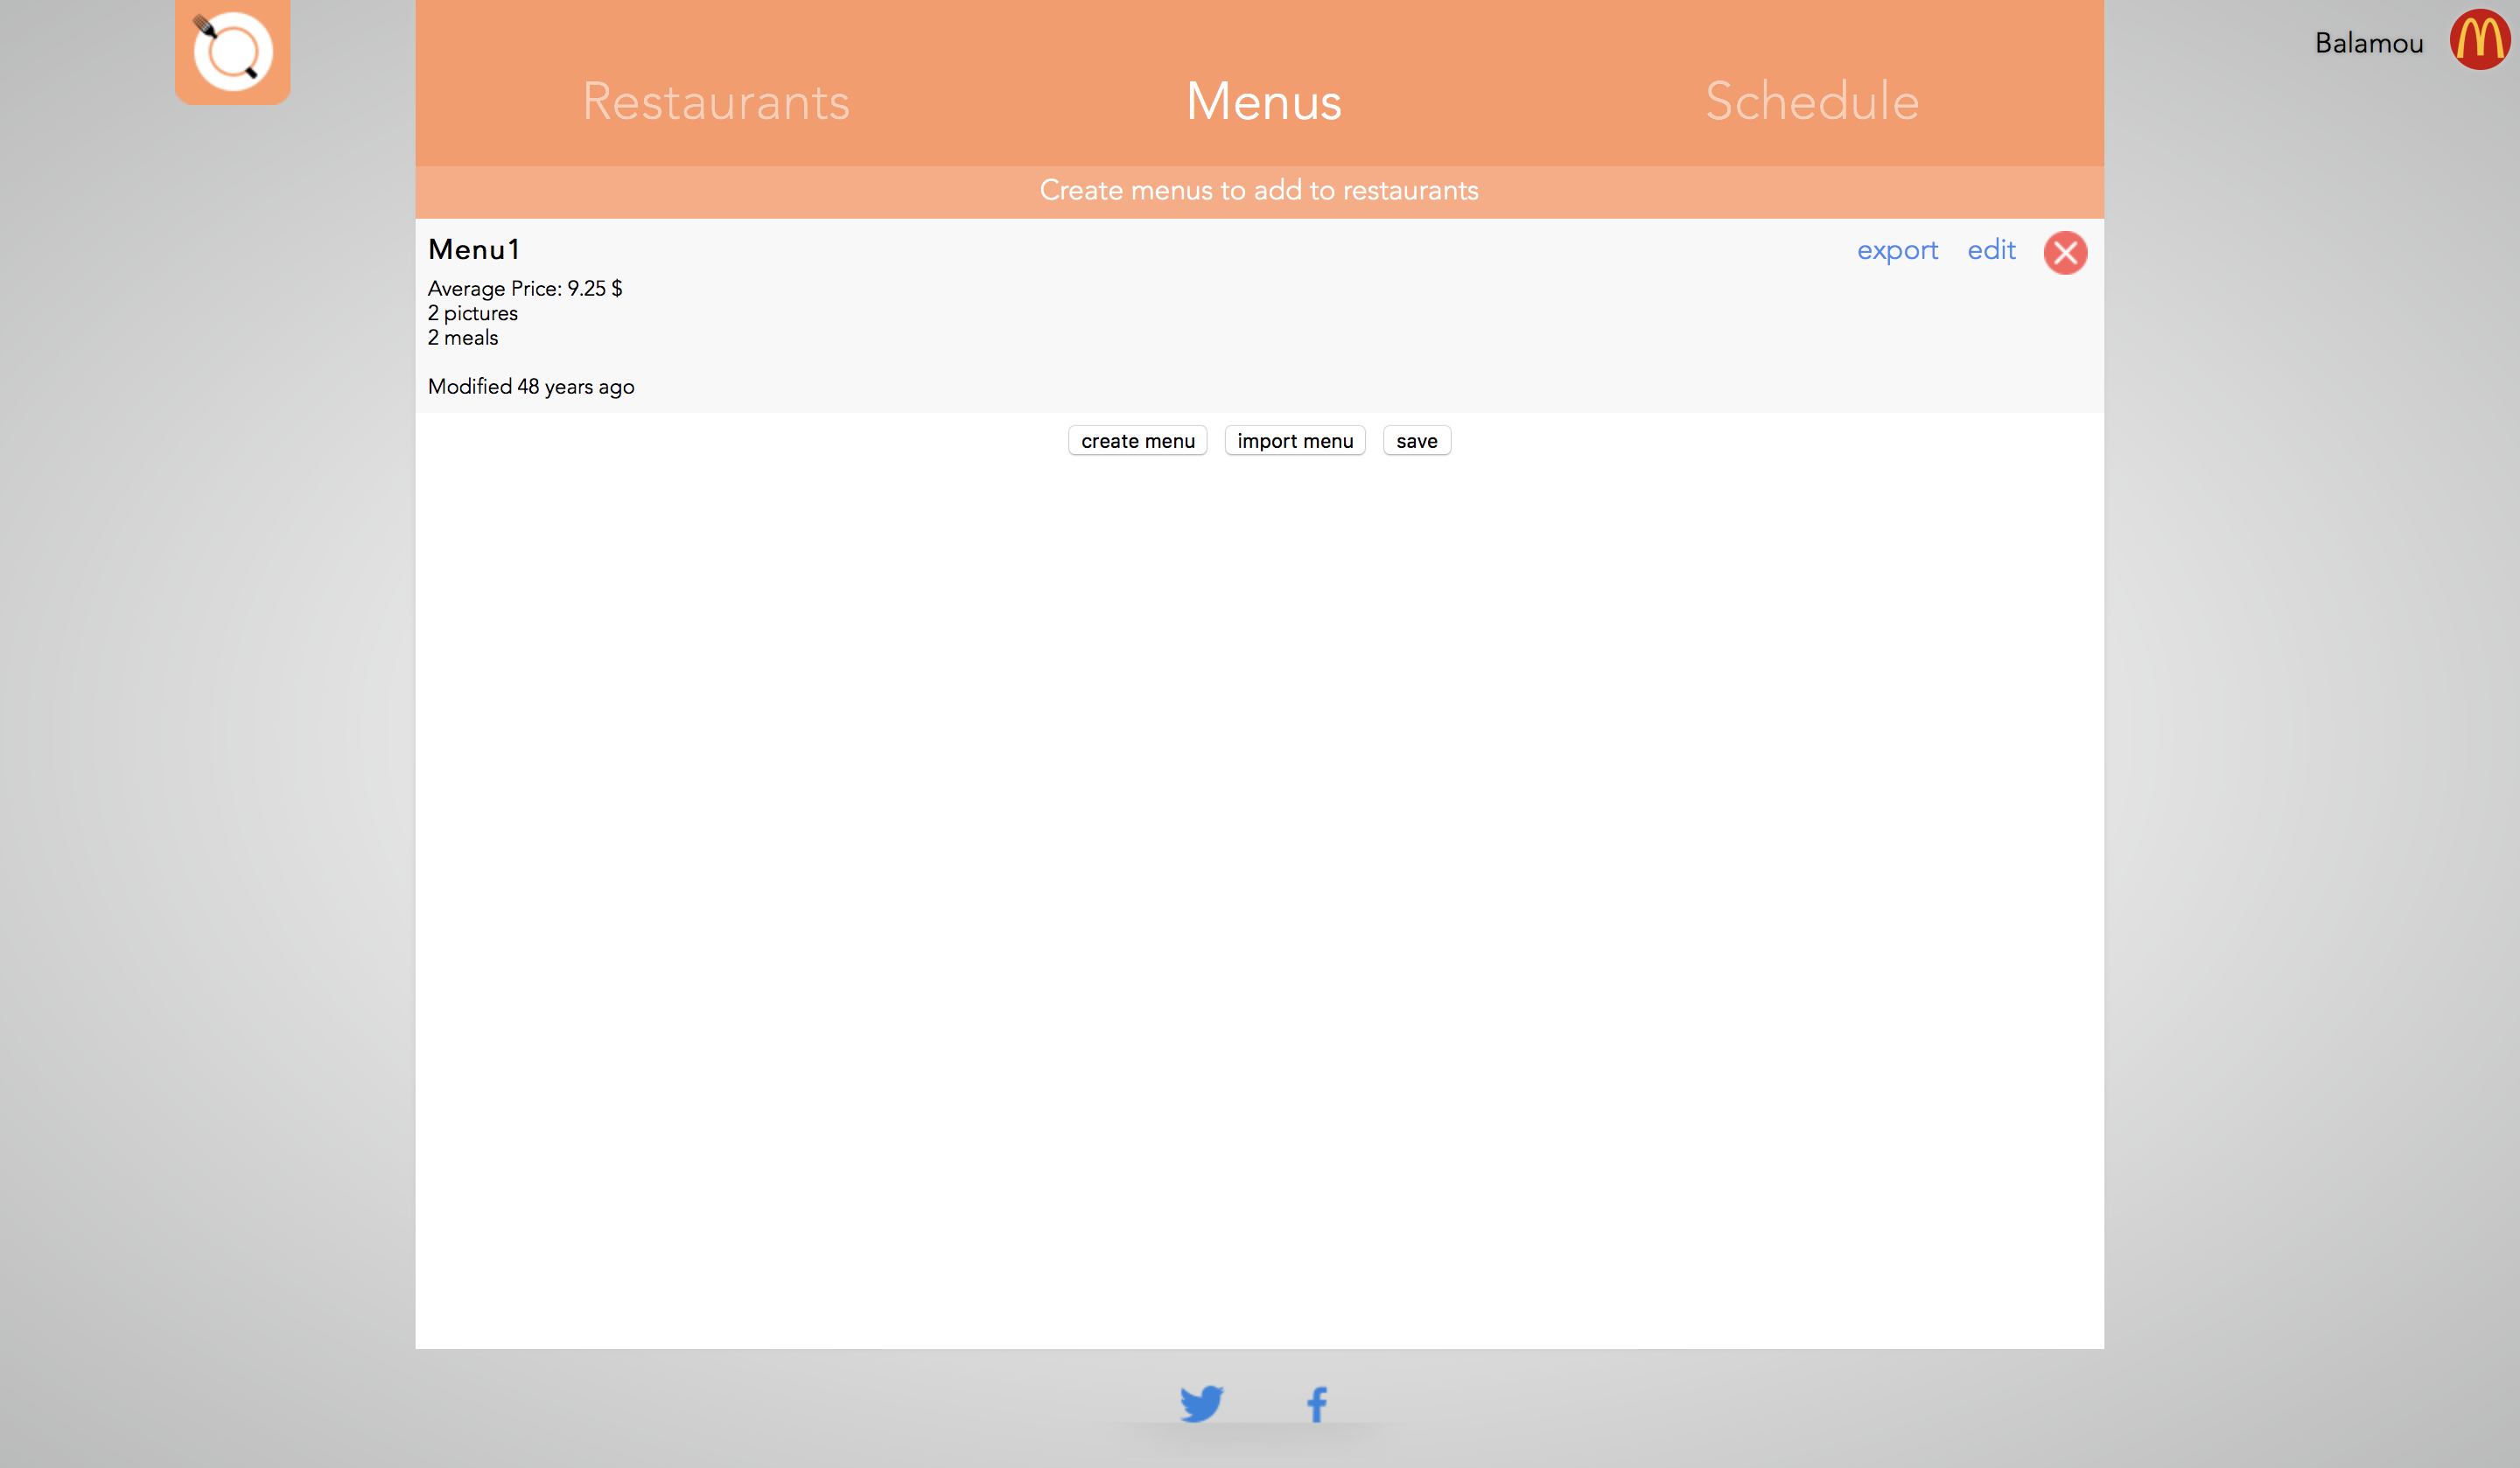 Balamou
Restaurants Menus Schedule
Create menus to add to restaurants
Menu1 export edit
Average Price: 9.25 $
2 pictures
2 meals
Modified 48 years ago
create menu import menu save